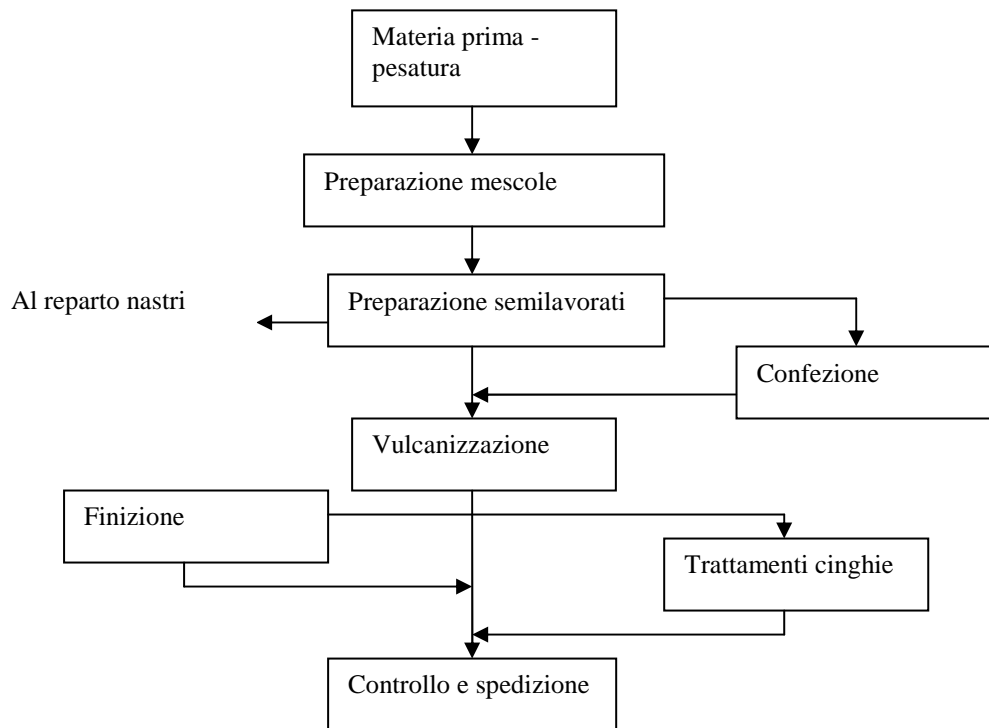 Materia prima -
pesatura
Preparazione mescole
Al reparto nastri
Preparazione semilavorati
Confezione
Vulcanizzazione
Finizione
Trattamenti cinghie
Controllo e spedizione